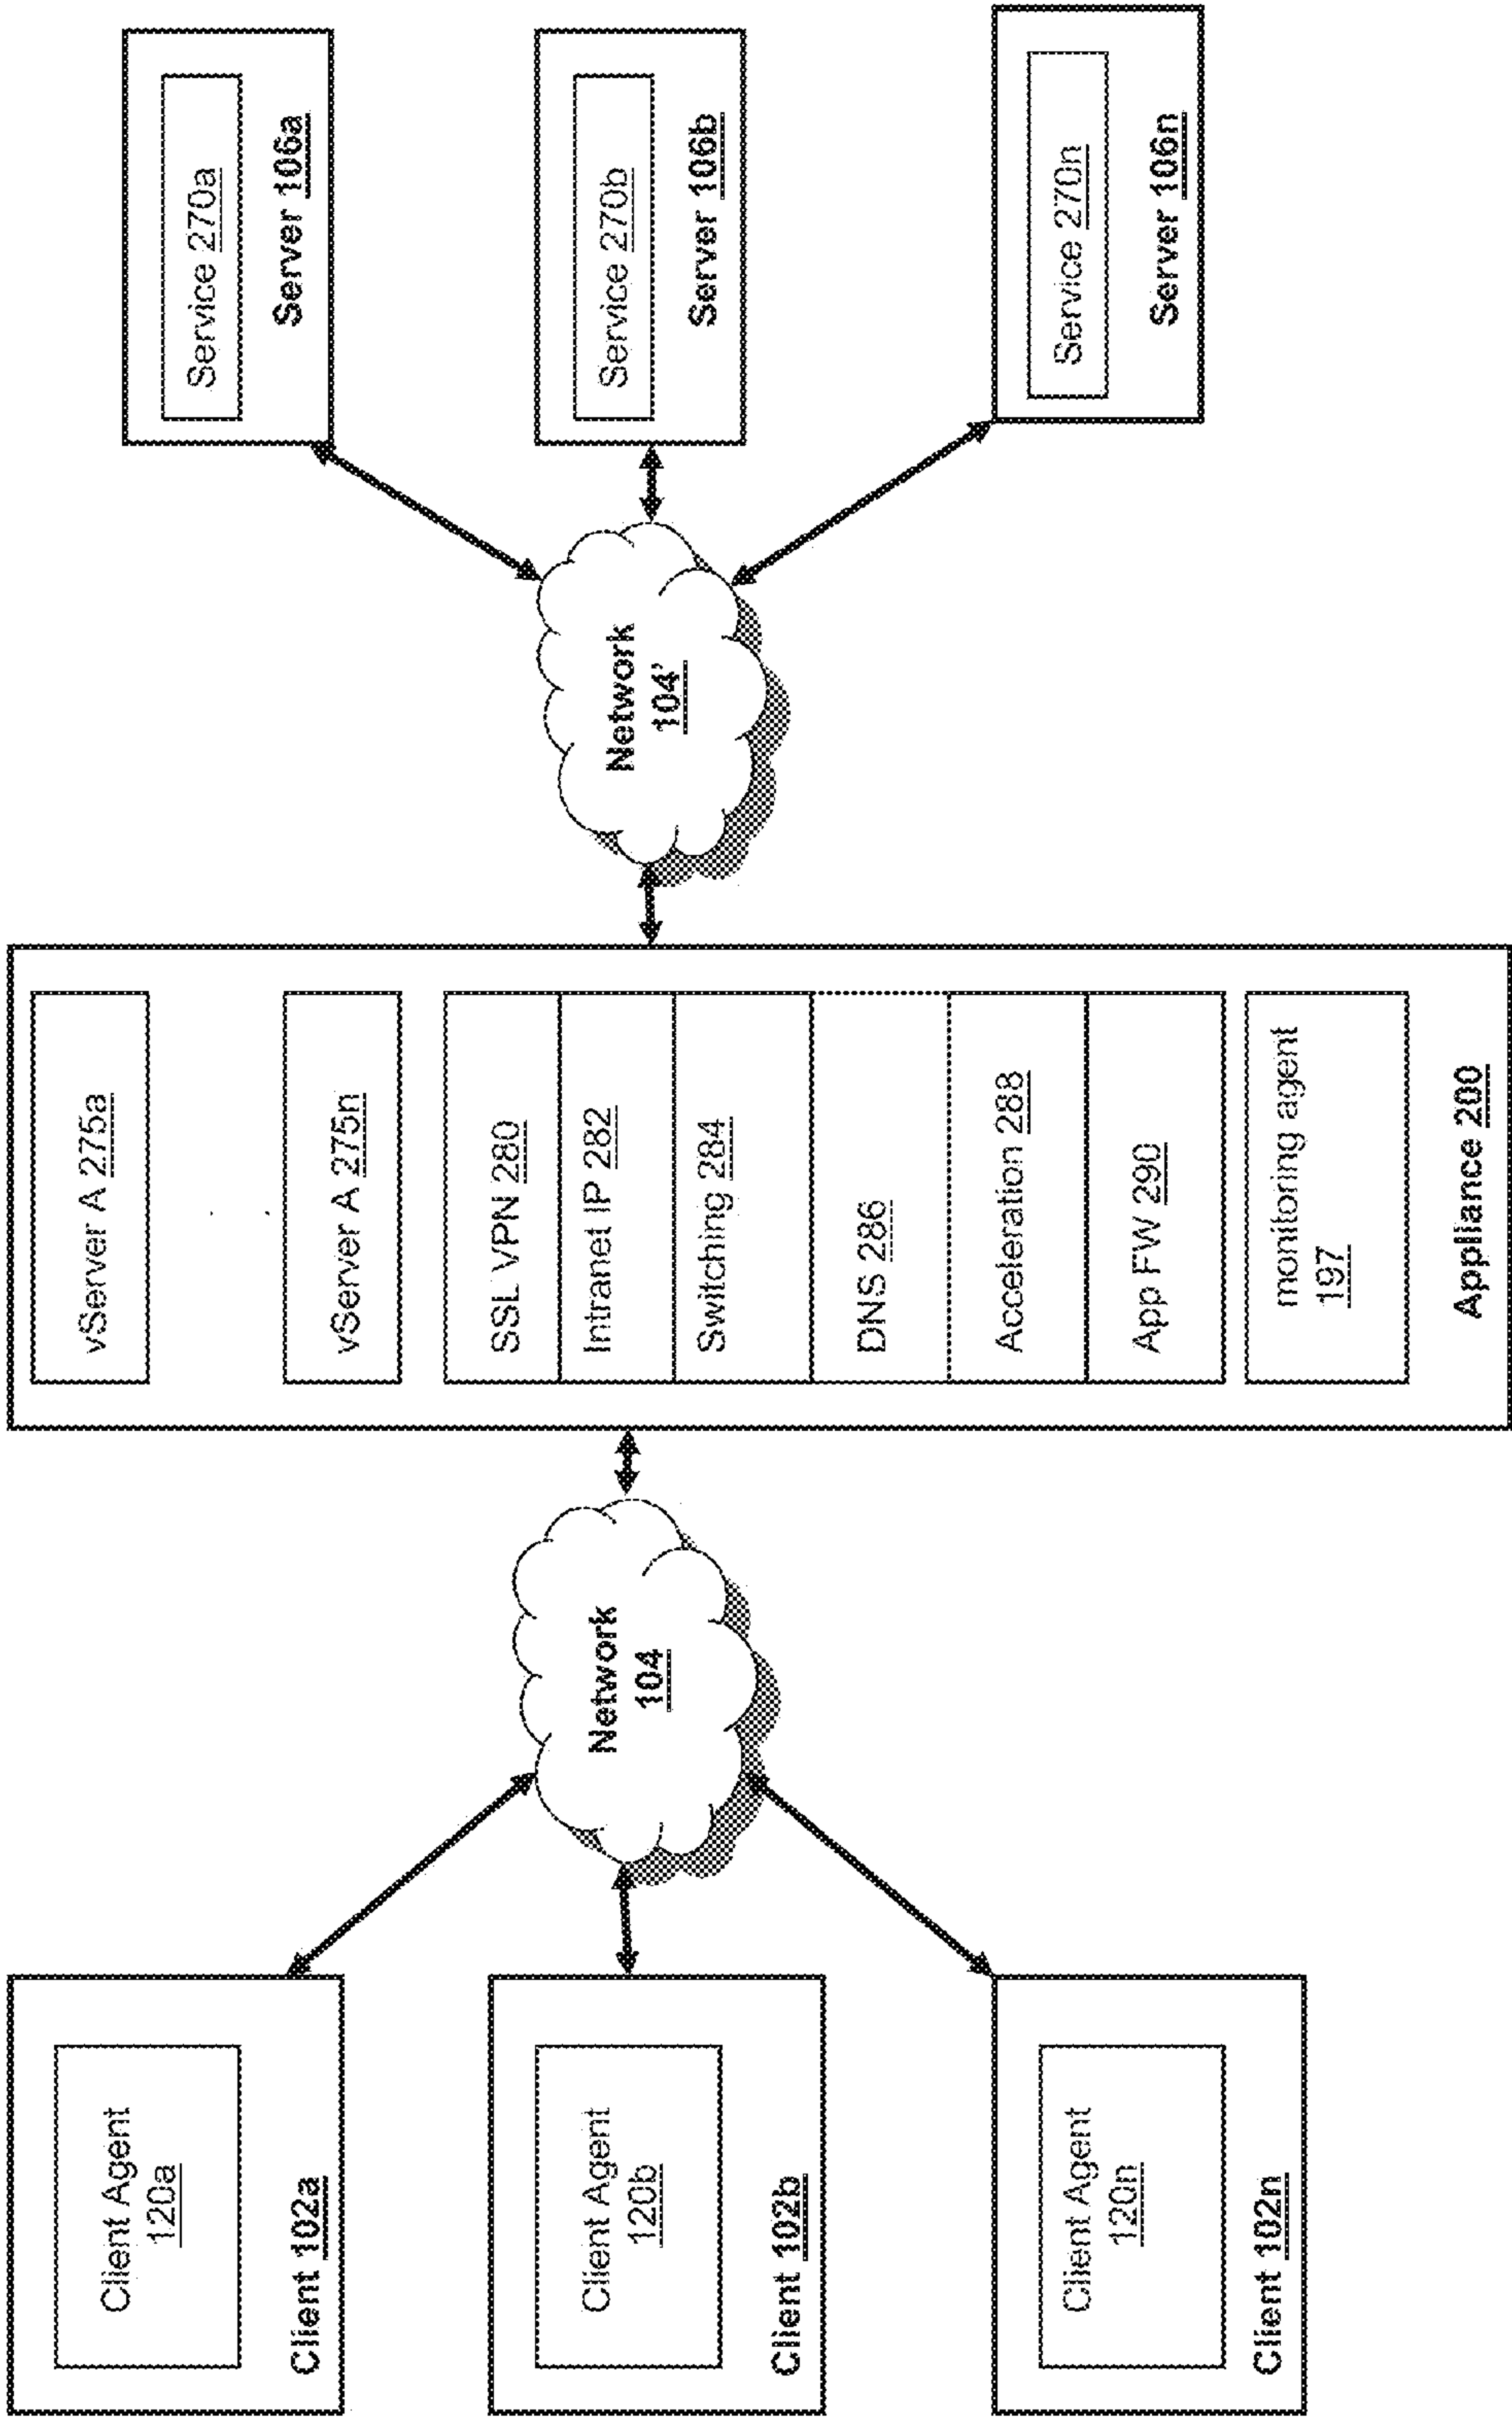 Client Agent
120a
Client 102a
Client Agent
120b
Client 102b
Client Agent
120n
Client 102n
Network
104
vServer A 275a
vServer A 275n
SSL VPN 280
Intranet IP 282
Switching 284
DNS 286
Acceleration 288
App FW 290
monitoring agent
197
Appliance 200
Network
104'
Service 270a
Server 106a
Service 270b
Server 106b
Service 270n
Server 106n